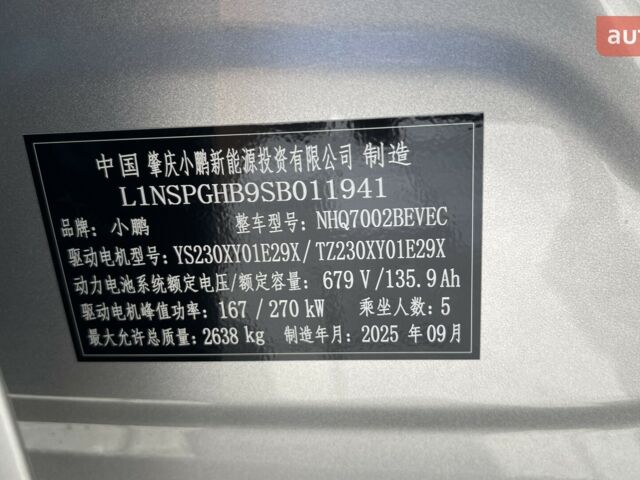 auto
中国 肇庆小鹏新能源投资有限公司 制造
L1NSPGHB9SB011941
品牌：小鹏 整车型号：NHQ7002BEVEC
驱动电机型号：YS230XY01E29X/TZ230XY01E29X
动力电池系统额定电压/额定容量：679 V/135.9Ah
驱动电机峰值功率：167 / 270 kW 乘坐人数：5
最大允许总质量：2638 kg 制造年月：2025 年09月